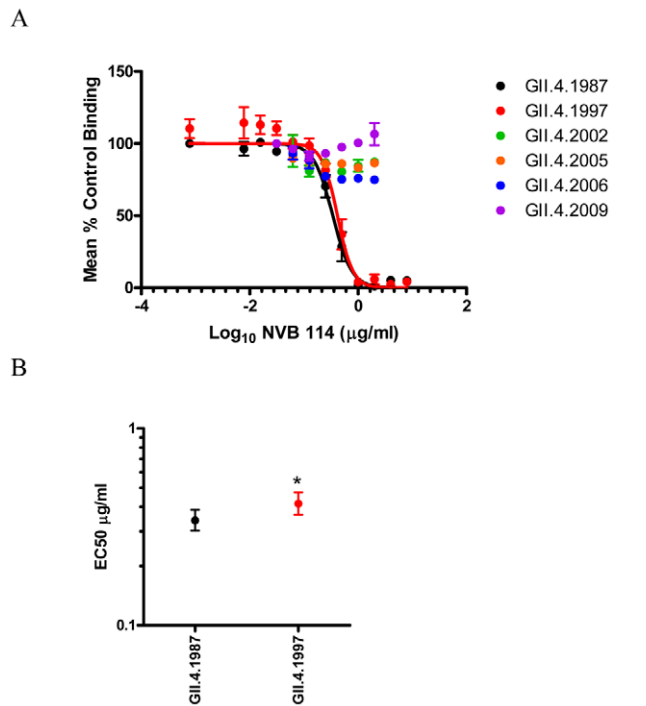 A
Mean % Control Binding
150
100
50
0
-4
-2
0
2
Log10 NVB 114 (μg/ml)
GII.4.1987
GII.4.1997
GII.4.2002
GII.4.2005
GII.4.2006
GII.4.2009
B
EC50 μg/ml
1
0.1
*
GII.4.1987
GII.4.1997